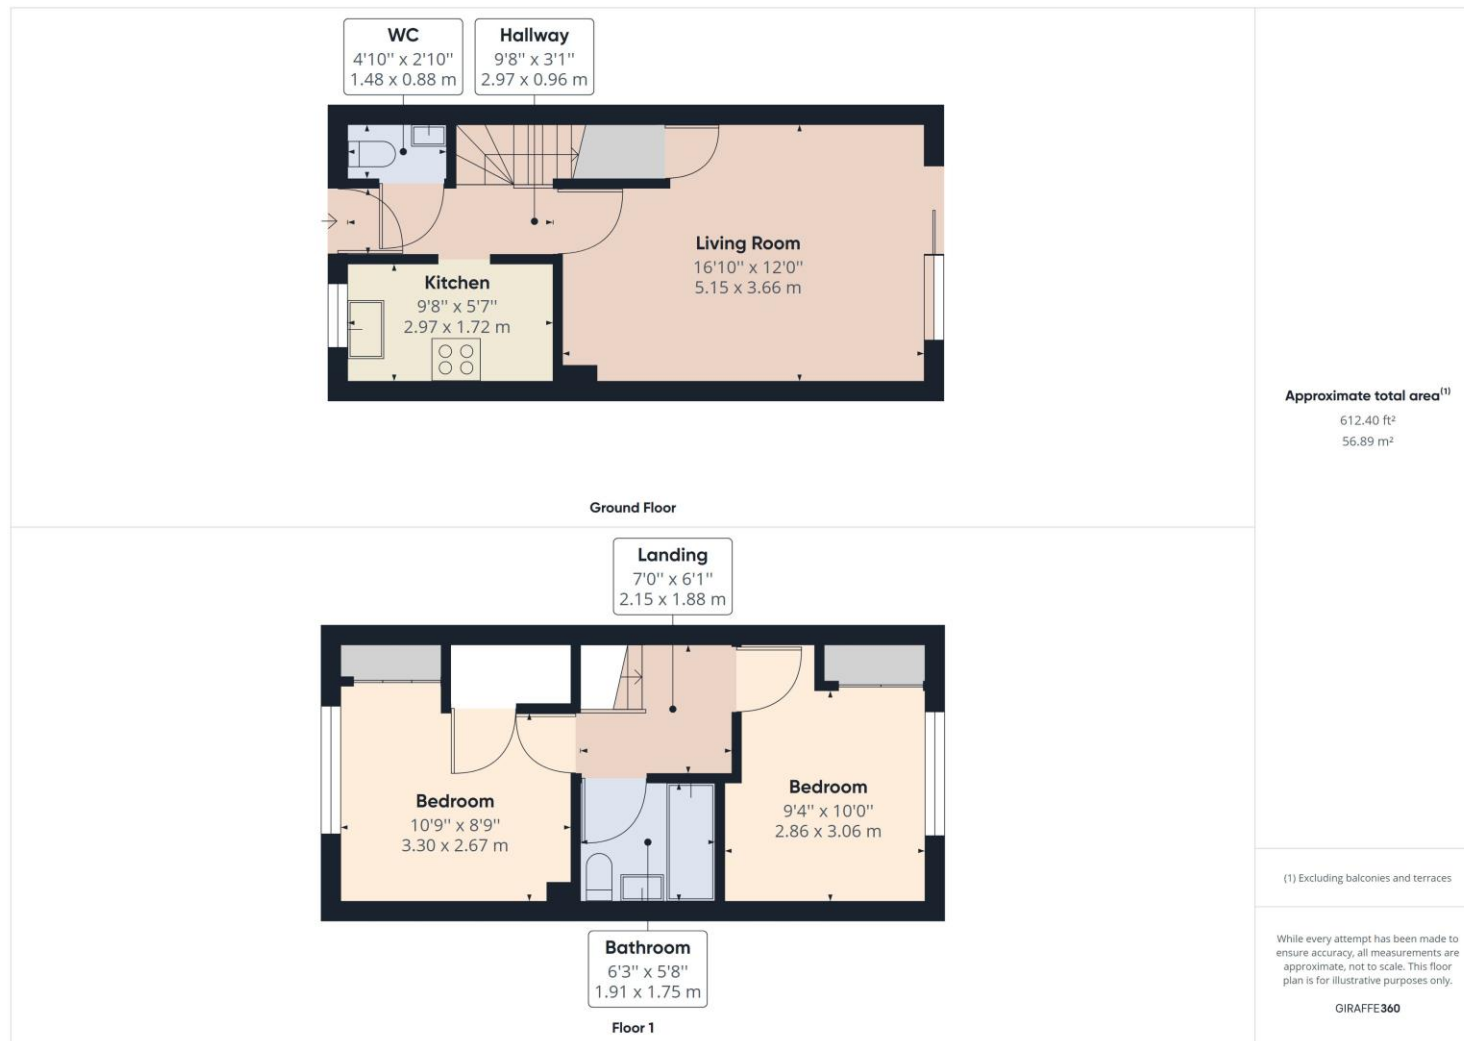 WC
4'10'' x 2'10''
1.48 x 0.88 m
Hallway
9'8'' x 3'1''
2.97 x 0.96 m
Living Room
16'10'' x 12'0''
5.15 x 3.66 m
Kitchen
9'8'' x 5'7''
2.97 x 1.72 m
Ground Floor
Landing
7'0'' x 6'1''
2.15 x 1.88 m
Bedroom
10'9'' x 8'9''
3.30 x 2.67 m
Bedroom
9'4'' x 10'0''
2.86 x 3.06 m
Bathroom
6'3'' x 5'8''
1.91 x 1.75 m
Floor 1
Approximate total area(1)
612.40 ft²
56.89 m²
(1) Excluding balconies and terraces
While every attempt has been made to
ensure accuracy, all measurements are
approximate, not to scale. This floor
plan is for illustrative purposes only.
GIRAFFE360